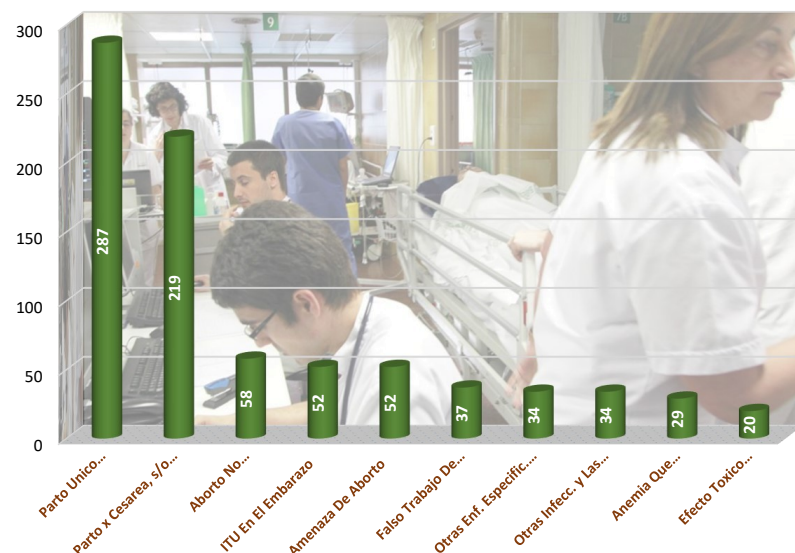 9
300
250
200
150
100
50
0
287
219
58
52
52
37
34
34
29
20
Parto Unico...
Parto x Cesarea, s/o...
Aborto No...
ITU En El Embarazo
Amenaza De Aborto
Falso Trabajo De...
Otras Enf. Especific....
Otras Infecc. y Las...
Anemia Que...
Efecto Toxico...